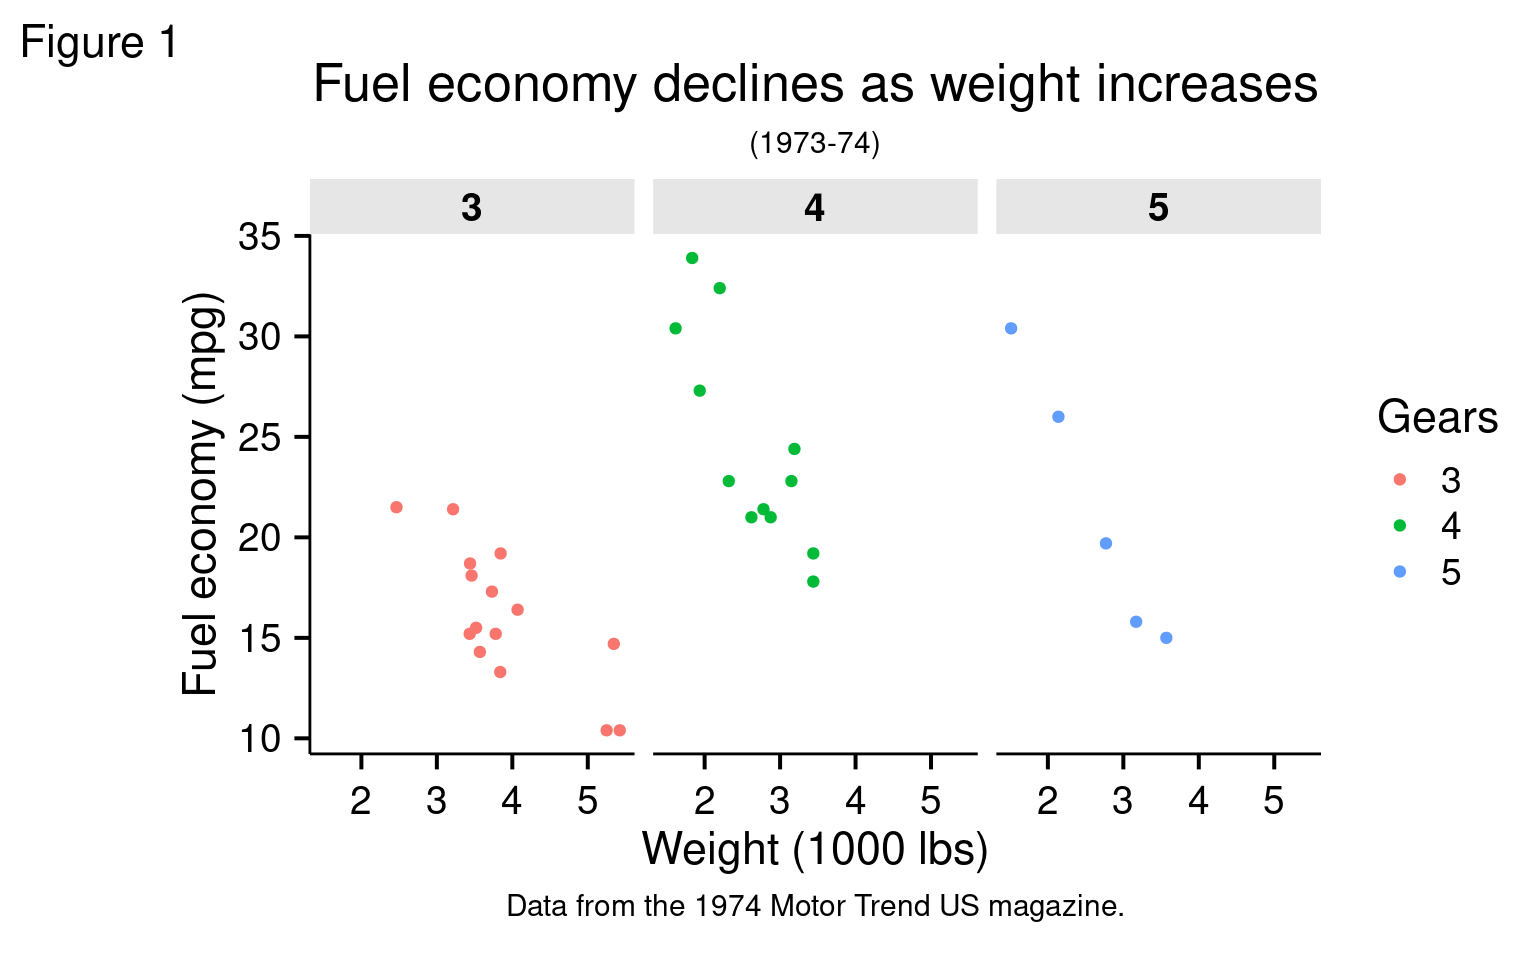 Figure 1
Fuel economy declines as weight increases
(1973-74)
3 4 5
35
30
25
20
15
10
Fuel economy (mpg)
2 3 4 5 2 3 4 5 2 3 4 5
Weight (1000 lbs)
Data from the 1974 Motor Trend US magazine.
Gears
3
4
5